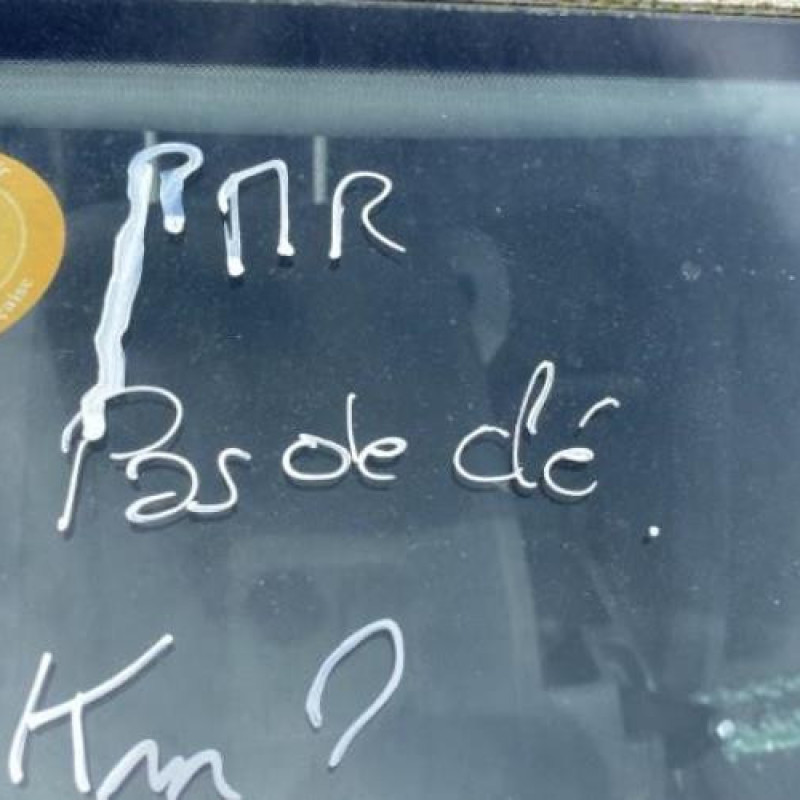 PMR
Pas de clé
Km ?